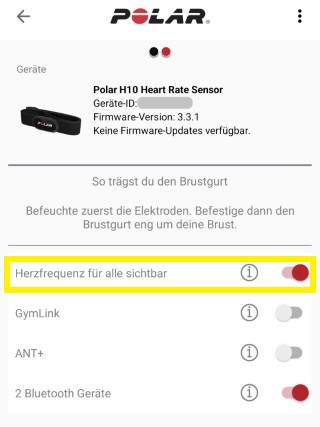 POLAR
Geräte
Polar H10 Heart Rate Sensor
Geräte-ID:
Firmware-Version: 3.3.1
Keine Firmware-Updates verfügbar.
POLAR
So trägst du den Brustgurt
Befeuchte zuerst die Elektroden. Befestige dann den
Brustgurt eng um deine Brust.
Herzfrequenz für alle sichtbar
GymLink
ANT+
2 Bluetooth Geräte